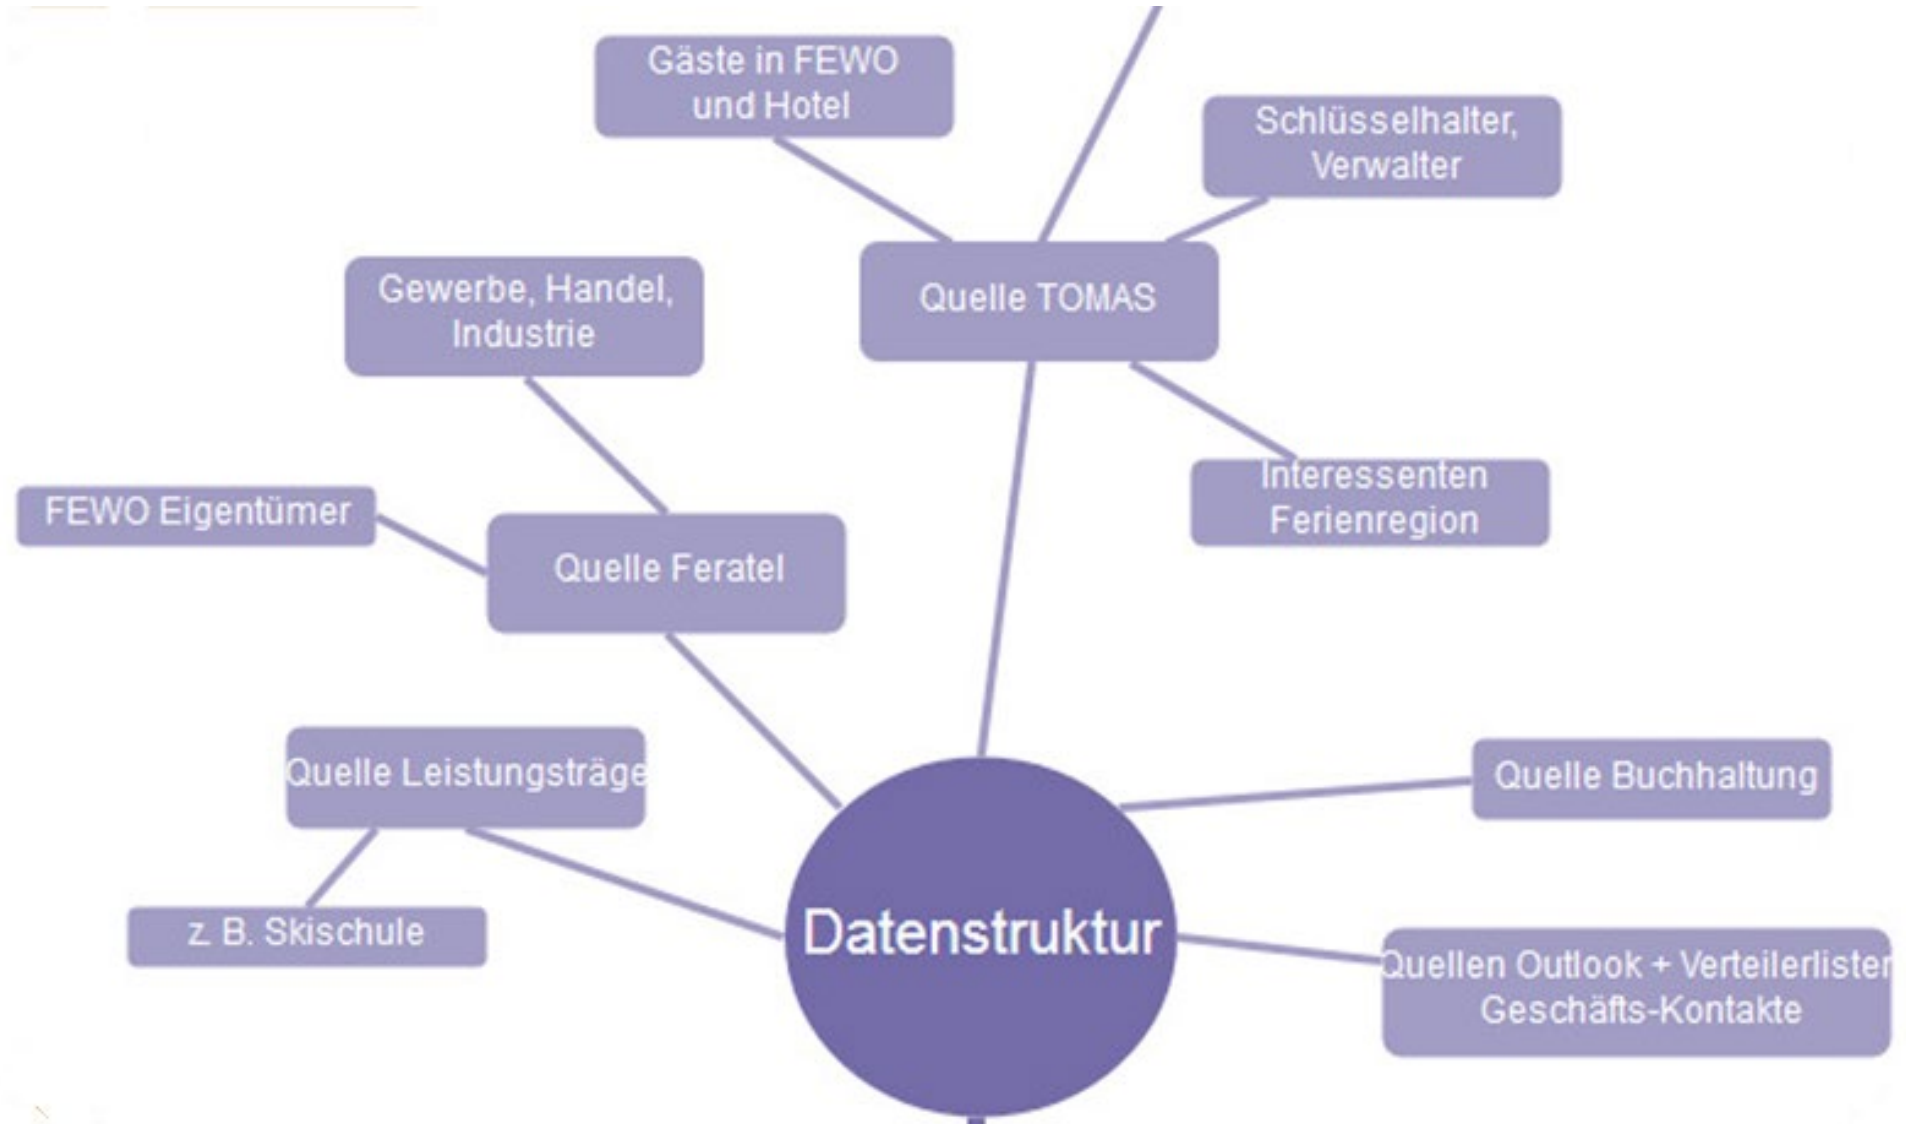 Gäste in FEWO
und Hotel
Schlüsselhalter,
Verwalter
Gewerbe, Handel,
Industrie
Quelle TOMAS
Interessenten
Ferienregion
FEWO Eigentümer
Quelle Feratel
Quelle Leistungsträge
Quelle Buchhaltung
z. B. Skischule
Datenstruktur
Quellen Outlook + Verteilerlisten
Geschäfts-Kontakte